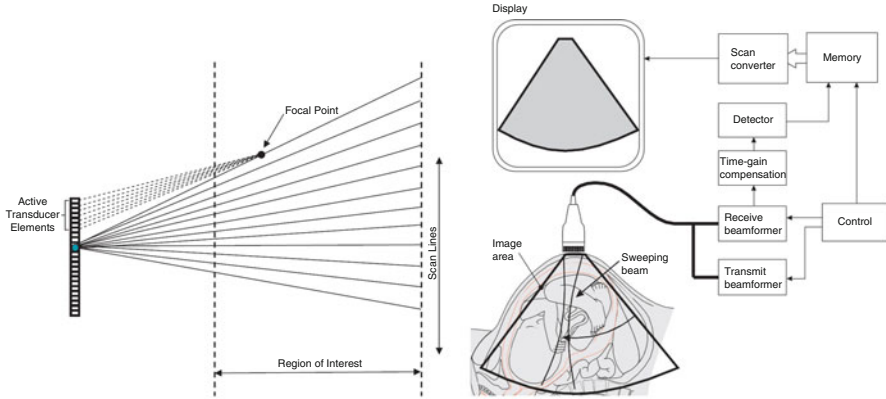 Focal Point
Active
Transducer
Elements
Scan Lines
Region of Interest
Display
Scan
converter
Memory
Detector
Time-gain
compensation
Receive
beamformer
Control
Transmit
beamformer
Image
area
Sweeping
beam